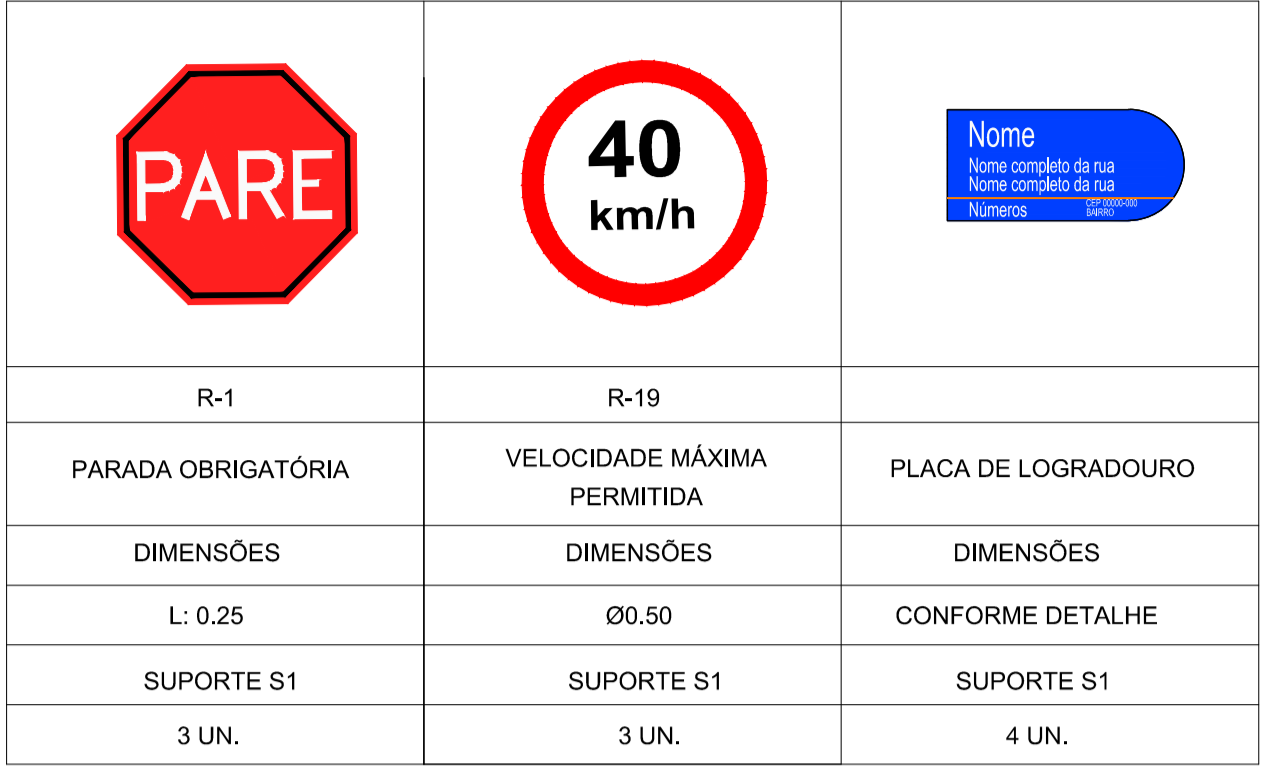 PARE
40
km/h
Nome
Nome completo da rua
Nome completo da rua
Números
CEP 00000-000
BAIRRO
R-1
R-19
PARADA OBRIGATÓRIA
VELOCIDADE MÁXIMA
PERMITIDA
PLACA DE LOGRADOURO
DIMENSÕES
DIMENSÕES
DIMENSÕES
L: 0.25
Ø0.50
CONFORME DETALHE
SUPORTE S1
SUPORTE S1
SUPORTE S1
3 UN.
3 UN.
4 UN.